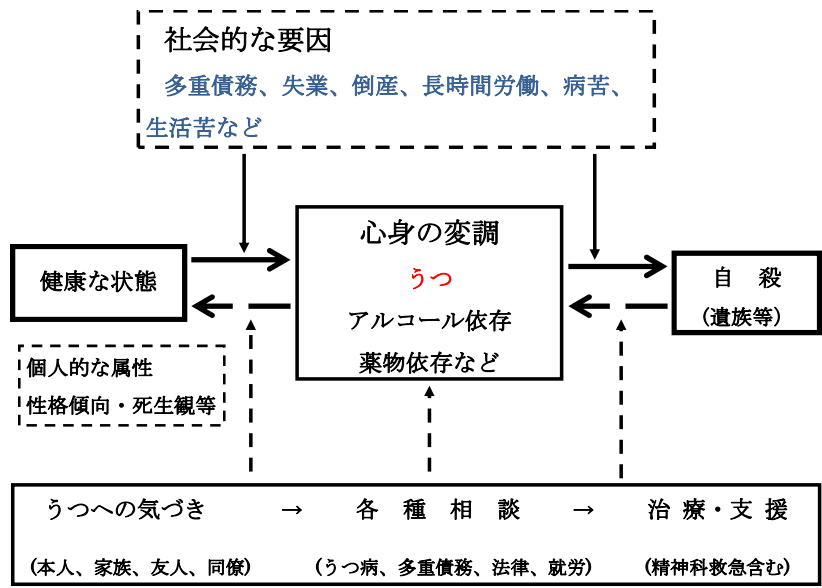 社会的な要因
多重債務、失業、倒産、長時間労働、病苦、
生活苦など
健康な状態
心身の変調
うつ
アルコール依存
薬物依存など
自 殺
(遺族等)
個人的な属性
性格傾向・死生観等
うつへの気づき → 各 種 相 談 → 治 療・支 援
(本人、家族、友人、同僚) (うつ病、多重債務、法律、就労) (精神科救急含む)